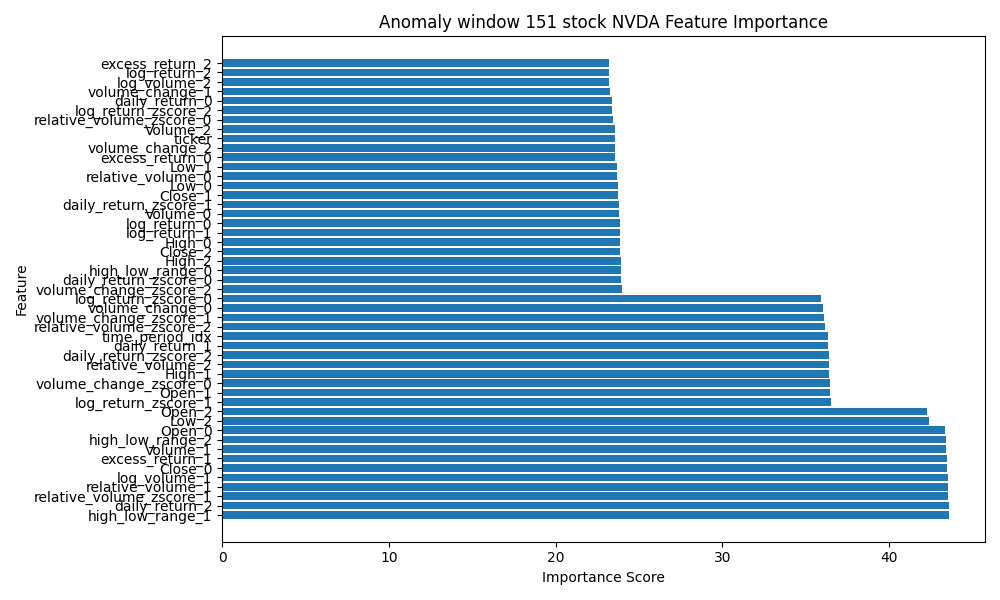 Anomaly window 151 stock NVDA Feature Importance
excess_return_2
log_return_2
log_volume_2
volume_change_1
daily_return_0
log_return_zscore_2
relative_volume_zscore_0
Volume_2
ticker
volume_change_2
excess_return_0
Low_1
relative_volume_0
Low_0
Close_1
daily_return_zscore_1
Volume_0
log_return_0
log_return_1
High_0
Close_2
High_2
high_low_range_0
daily_return_zscore_0
volume_change_zscore_2
log_return_zscore_0
volume_change_0
volume_change_zscore_1
relative_volume_zscore_2
time_period_idx
daily_return_1
daily_return_zscore_2
relative_volume_2
High_1
volume_change_zscore_0
Open_1
log_return_zscore_1
Open_2
Low_2
Open_0
high_low_range_2
Volume_1
excess_return_1
Close_0
log_volume_1
relative_volume_1
relative_volume_zscore_1
daily_return_2
high_low_range_1
Feature
0 10 20 30 40
Importance Score